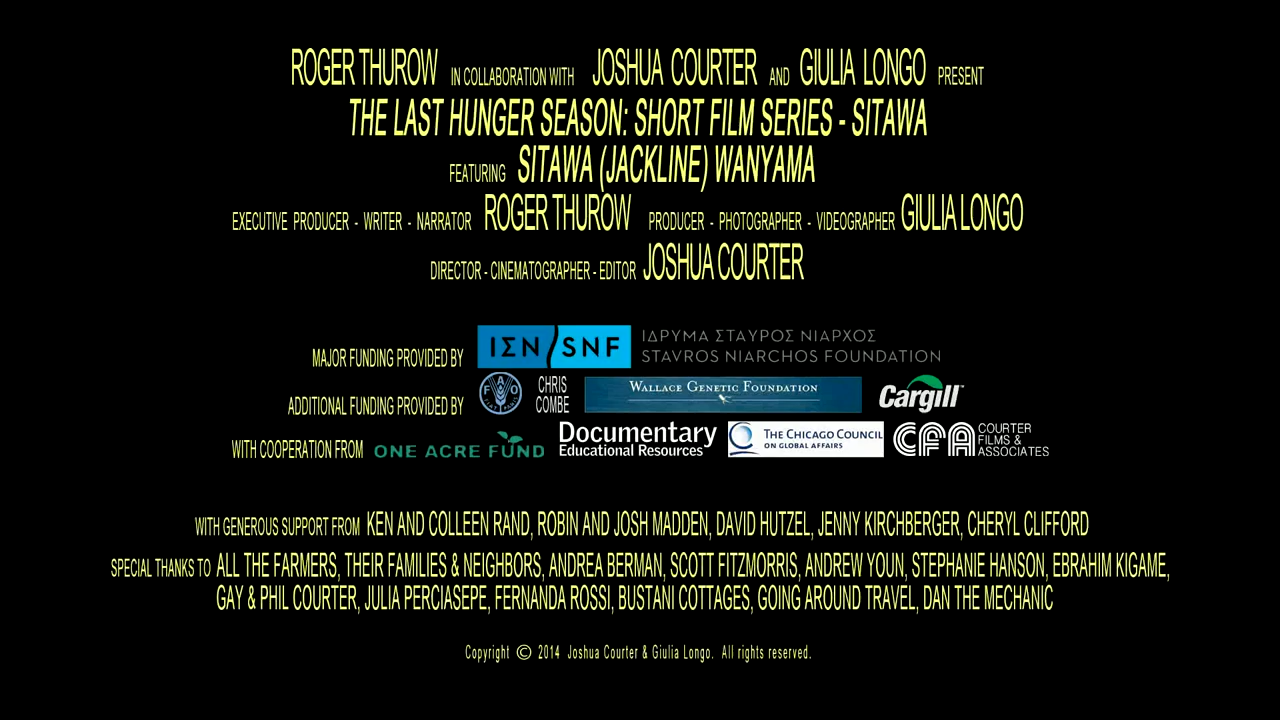 ROGER THUROW IN COLLABORATION WITH JOSHUA COURTER AND GIULIA LONGO PRESENT
THE LAST HUNGER SEASON: SHORT FILM SERIES - SITAWA
FEATURING SITAWA (JACKLINE) WANYAMA
EXECUTIVE PRODUCER - WRITER - NARRATOR ROGER THUROW PRODUCER - PHOTOGRAPHER - VIDEOGRAPHER GIULIA LONGO
DIRECTOR - CINEMATOGRAPHER - EDITOR JOSHUA COURTER
MAJOR FUNDING PROVIDED BY ΙΣΝ/SNF ΙΔΡΥΜΑ ΣΤΑΥΡΟΣ ΝΙΑΡΧΟΣ
STAVROS NIARCHOS FOUNDATION
ADDITIONAL FUNDING PROVIDED BY FAO CHRIS COMBE WALLACE GENETIC FOUNDATION Cargill™
WITH COOPERATION FROM ONE ACRE FUND Documentary Educational Resources® THE CHICAGO COUNCIL ON GLOBAL AFFAIRS CFA COURTER FILMS & ASSOCIATES
WITH GENEROUS SUPPORT FROM KEN AND COLLEEN RAND, ROBIN AND JOSH MADDEN, DAVID HUTZEL, JENNY KIRCHBERGER, CHERYL CLIFFORD
SPECIAL THANKS TO ALL THE FARMERS, THEIR FAMILIES & NEIGHBORS, ANDREA BERMAN, SCOTT FITZMORRIS, ANDREW YOUN, STEPHANIE HANSON, EBRAHIM KIGAME,
GAY & PHIL COURTER, JULIA PERCIASEPE, FERNANDA ROSSI, BUSTANI COTTAGES, GOING AROUND TRAVEL, DAN THE MECHANIC
Copyright © 2014 Joshua Courter & Giulia Longo. All rights reserved.